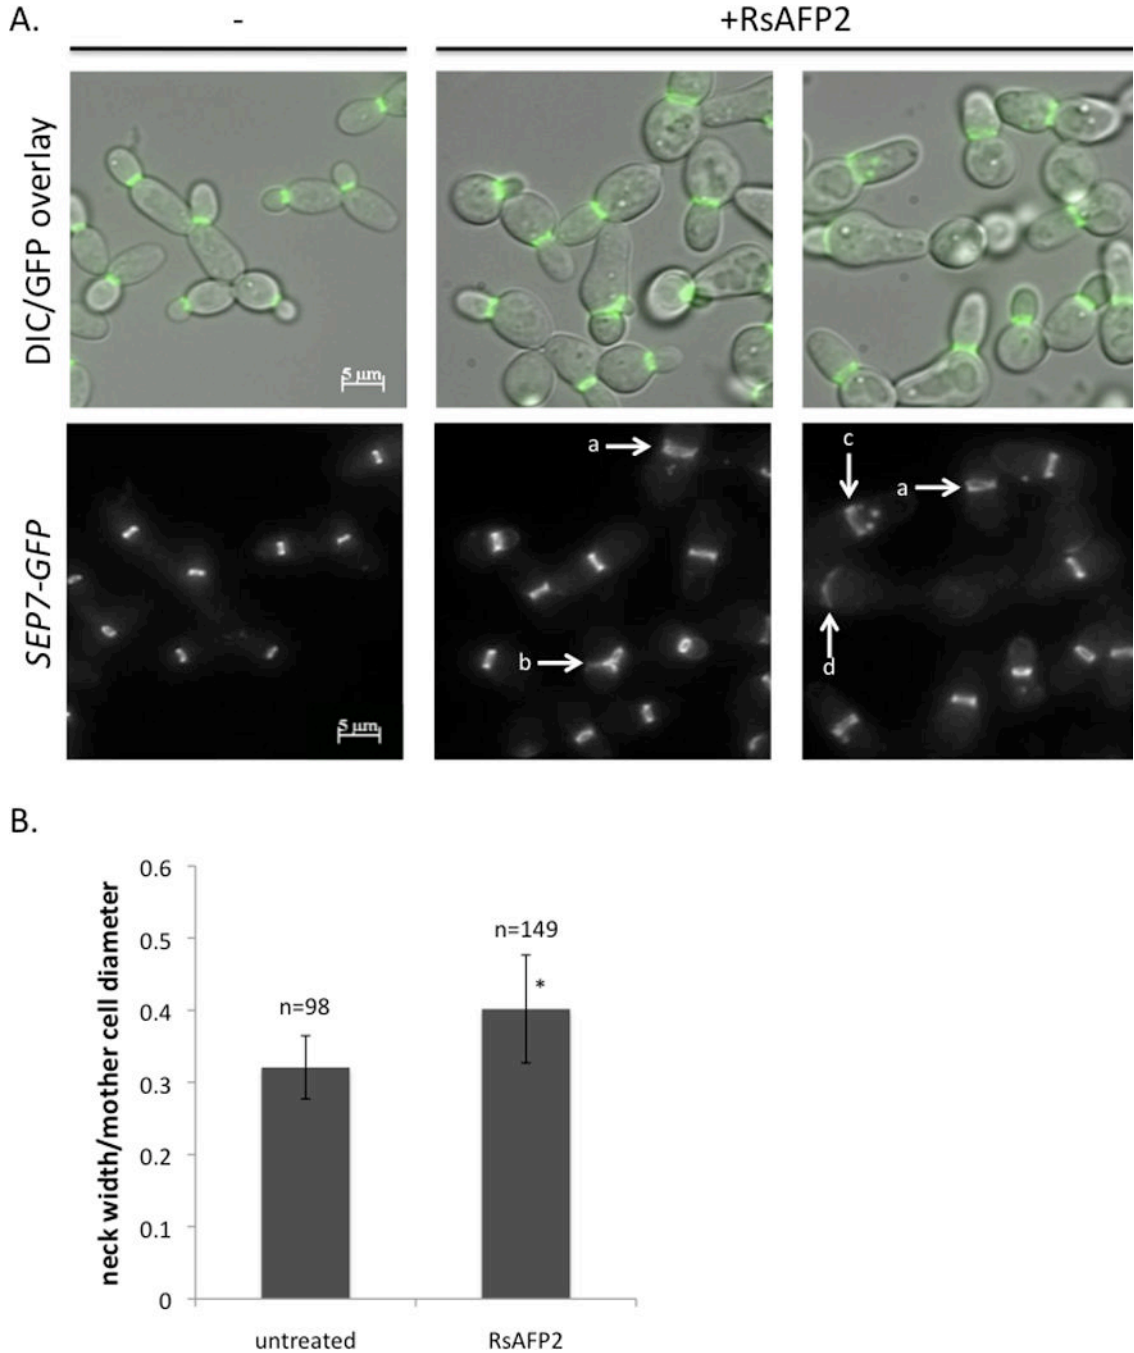 A.
-
+RsAFP2
DIC/GFP overlay
5 µm
SEP7-GFP
a
b
c
a
d
5 µm
B.
neck width/mother cell diameter
0.6
0.5
0.4
0.3
0.2
0.1
0
n=98
n=149
*
untreated
RsAFP2